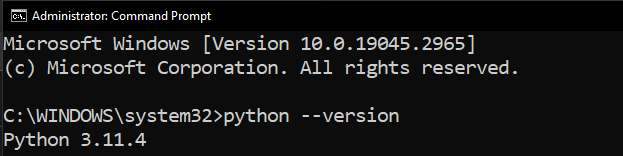 Administrator: Command Prompt
Microsoft Windows [Version 10.0.19045.2965]
(c) Microsoft Corporation. All rights reserved.
C:\WINDOWS\system32>python --version
Python 3.11.4